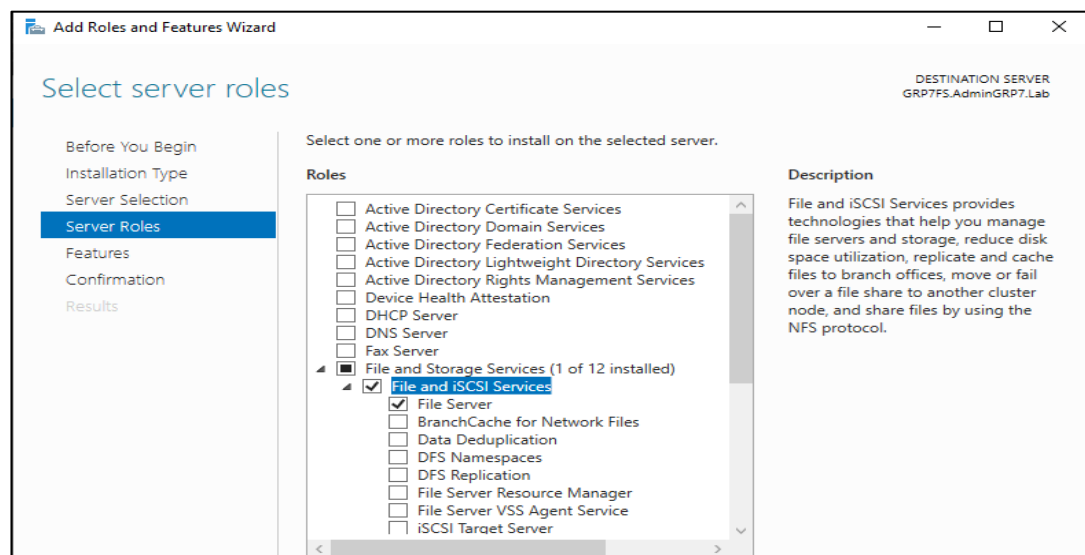 Add Roles and Features Wizard
Select server roles
DESTINATION SERVER
GRP7FS.AdminGRP7.Lab
Before You Begin
Installation Type
Server Selection
Server Roles
Features
Confirmation
Results
Select one or more roles to install on the selected server.
Roles
Active Directory Certificate Services
Active Directory Domain Services
Active Directory Federation Services
Active Directory Lightweight Directory Services
Active Directory Rights Management Services
Device Health Attestation
DHCP Server
DNS Server
Fax Server
File and Storage Services (1 of 12 installed)
File and iSCSI Services
File Server
BranchCache for Network Files
Data Deduplication
DFS Namespaces
DFS Replication
File Server Resource Manager
File Server VSS Agent Service
iSCSI Target Server
Description
File and iSCSI Services provides
technologies that help you manage
file servers and storage, reduce disk
space utilization, replicate and cache
files to branch offices, move or fail
over a file share to another cluster
node, and share files by using the
NFS protocol.